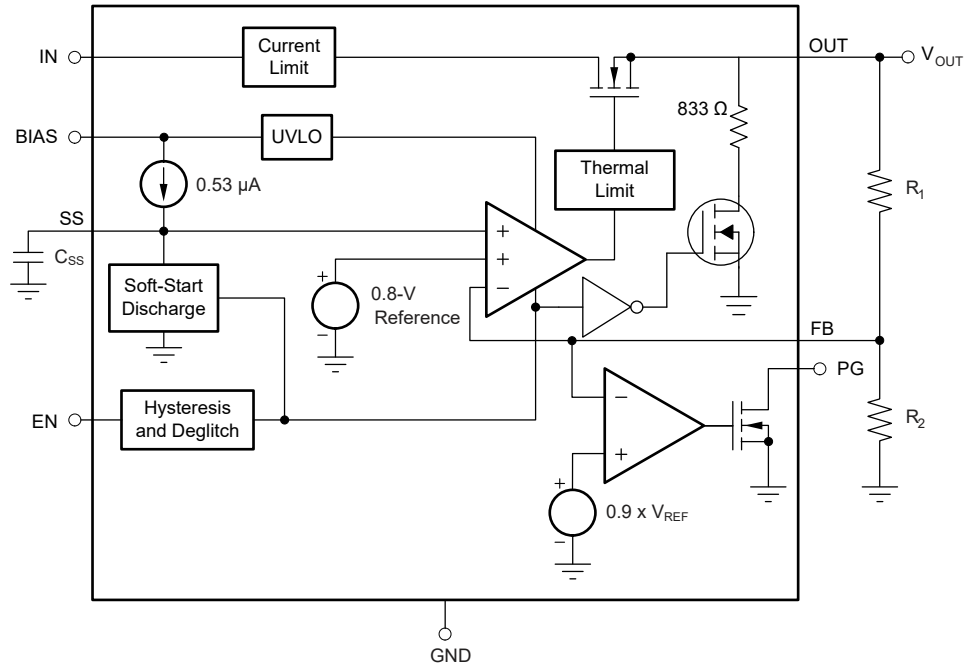 IN
Current
Limit
OUT
V_OUT
833 Ω
BIAS
UVLO
Thermal
Limit
0.53 µA
R_1
SS
C_SS
+
+
−
Soft-Start
Discharge
+
0.8-V
Reference
−
FB
PG
EN
Hysteresis
and Deglitch
−
R_2
+
+
0.9 x V_REF
−
GND